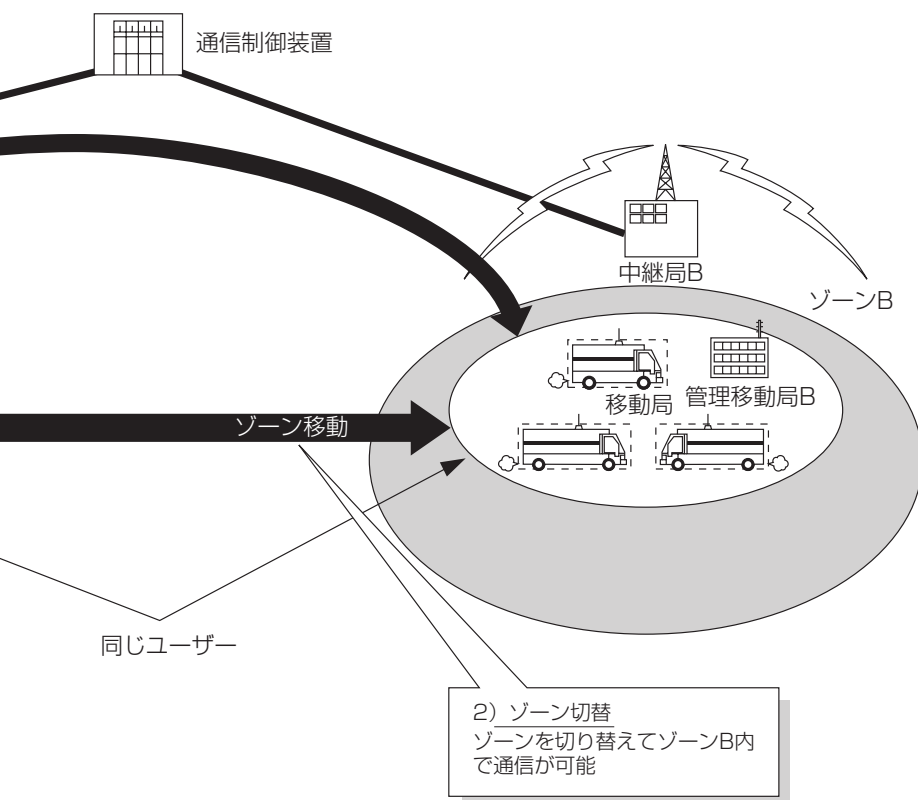 通信制御装置
中継局B
ゾーンB
移動局
管理移動局B
ゾーン移動
同じユーザー
2）ゾーン切替
ゾーンを切り替えてゾーンB内
で通信が可能